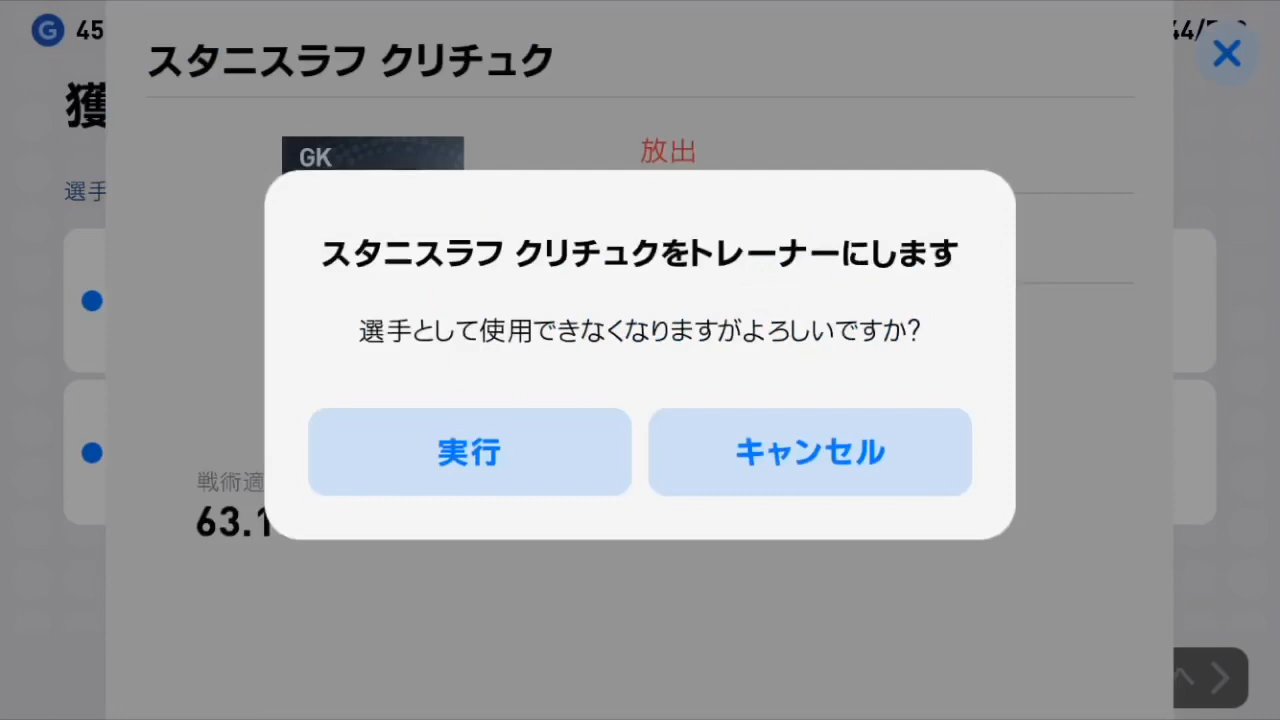 G 45
スタニスラフ クリチュク
獲
GK
放出
選手
スタニスラフ クリチュクをトレーナーにします
選手として使用できなくなりますがよろしいですか?
実行
キャンセル
戦術適
63.1
へ